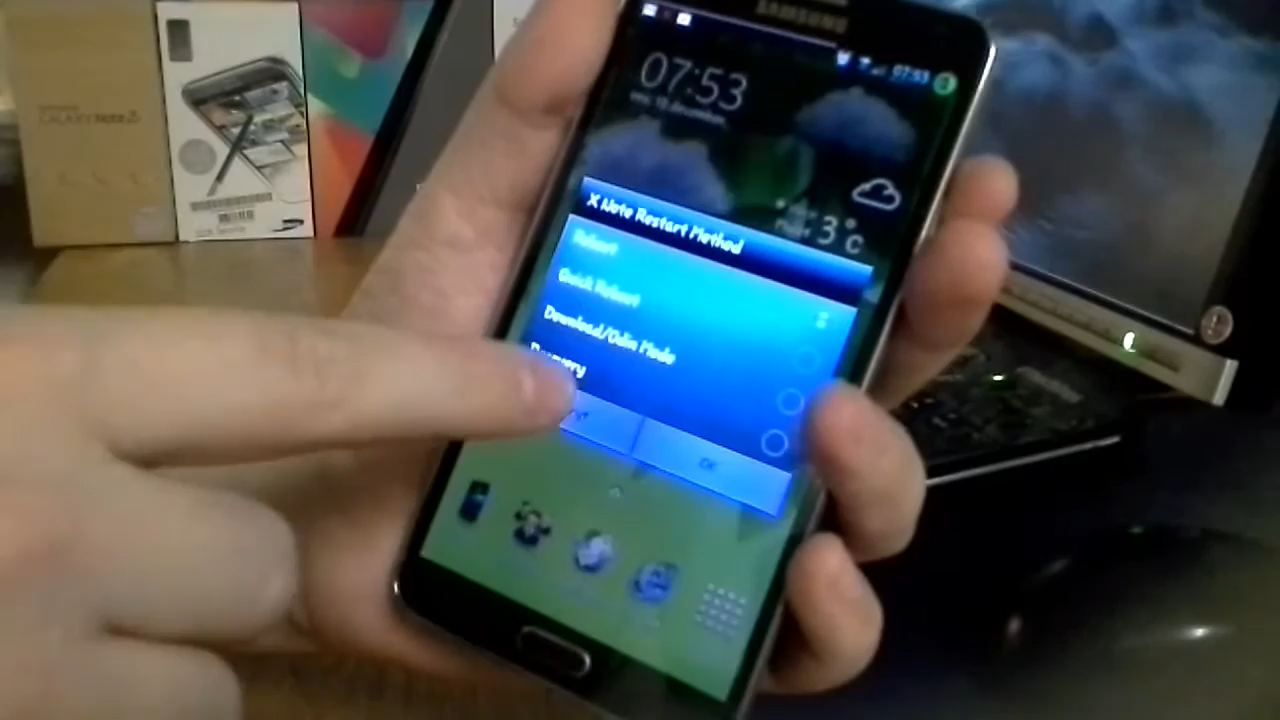 SAMSUNG
07:53
07:53
3°C
X Note Restart Method
Reboot
Quick Reboot
Download/Odin Mode
Recovery
OK
GALAXY Note 3